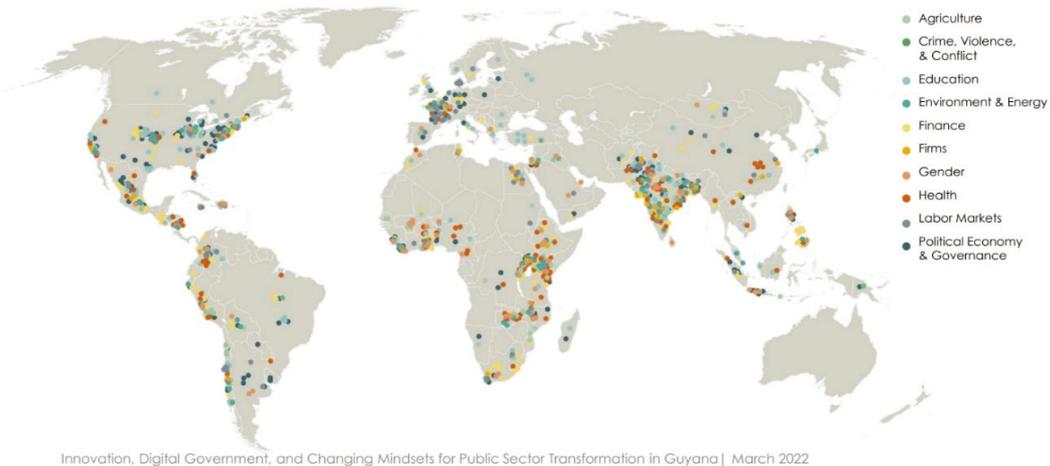 Agriculture
Crime, Violence,
& Conflict
Education
Environment & Energy
Finance
Firms
Gender
Health
Labor Markets
Political Economy
& Governance
Innovation, Digital Government, and Changing Mindsets for Public Sector Transformation in Guyana| March 2022